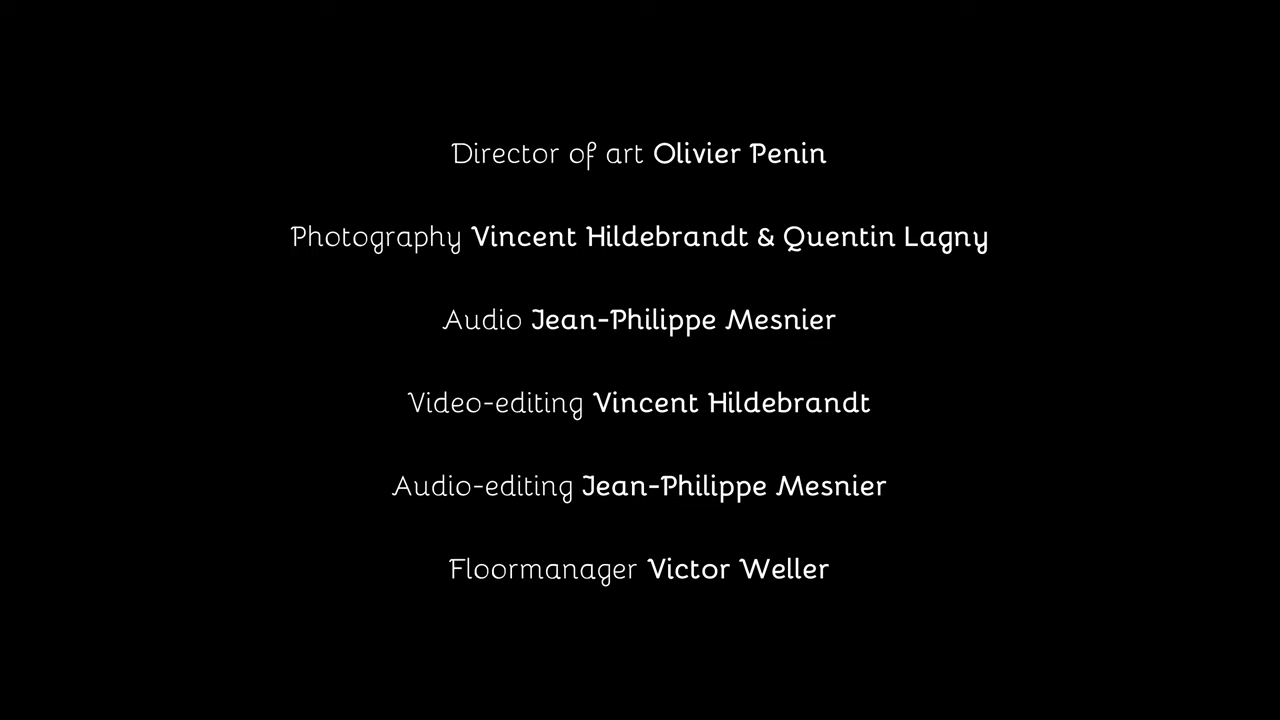 Director of art Olivier Penin
Photography Vincent Hildebrandt & Quentin Lagny
Audio Jean-Philippe Mesnier
Video-editing Vincent Hildebrandt
Audio-editing Jean-Philippe Mesnier
Floormanager Victor Weller